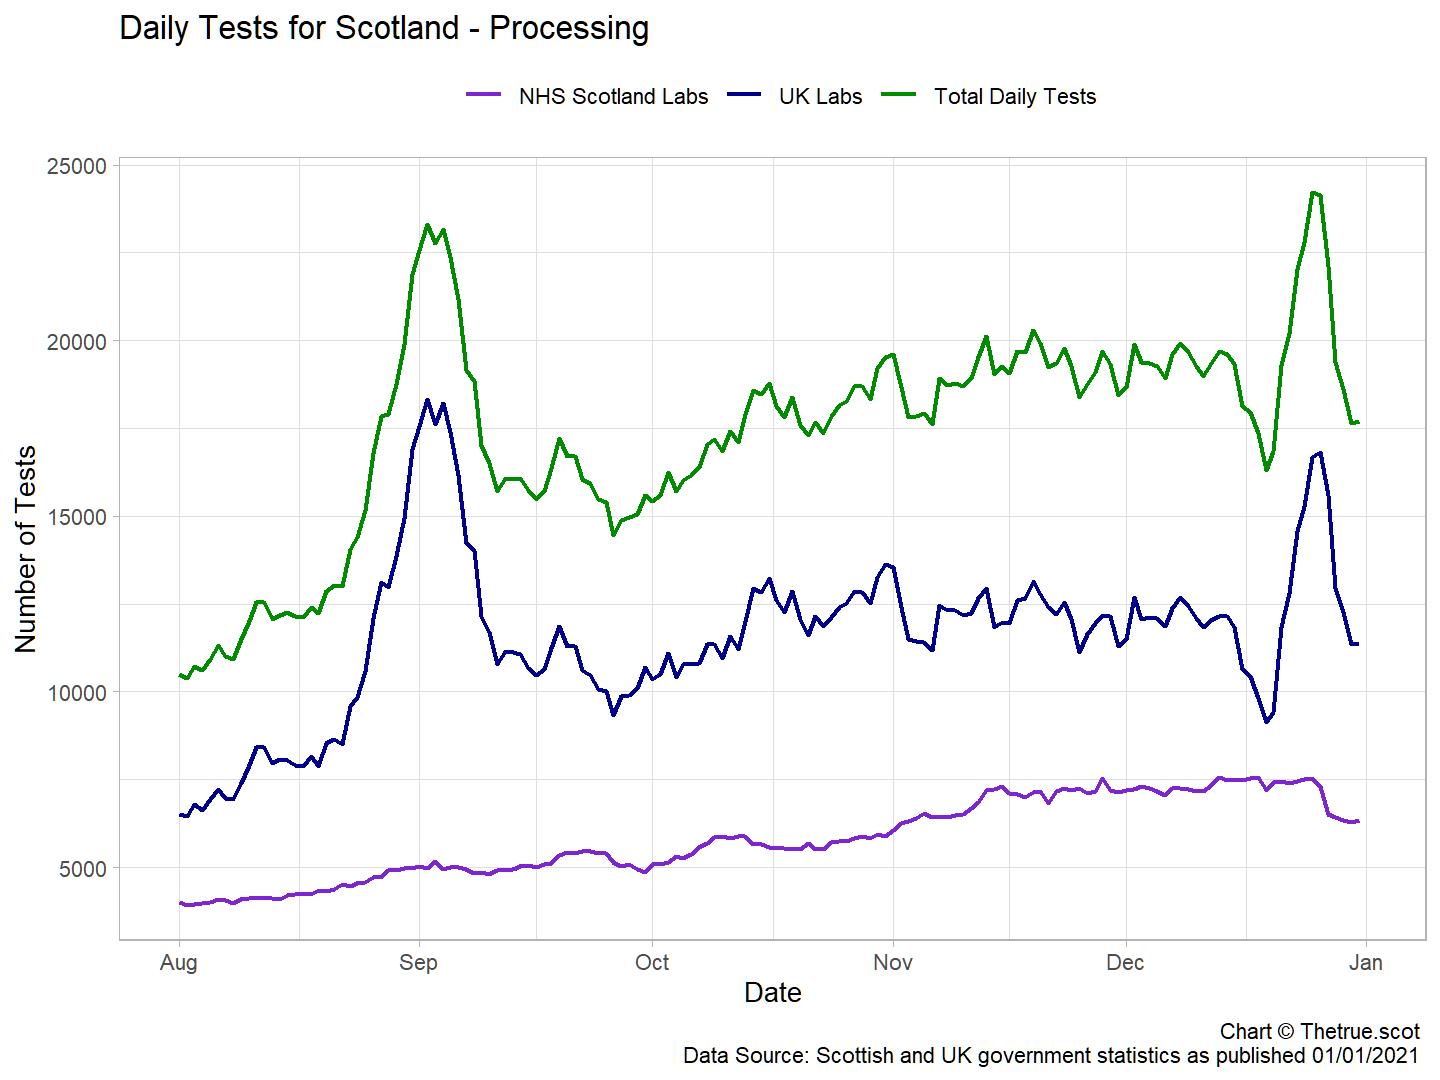 Daily Tests for Scotland - Processing
NHS Scotland Labs UK Labs Total Daily Tests
25000
20000
15000
10000
5000
Number of Tests
Aug Sep Oct Nov Dec Jan
Date
Chart © Thetrue.scot
Data Source: Scottish and UK government statistics as published 01/01/2021